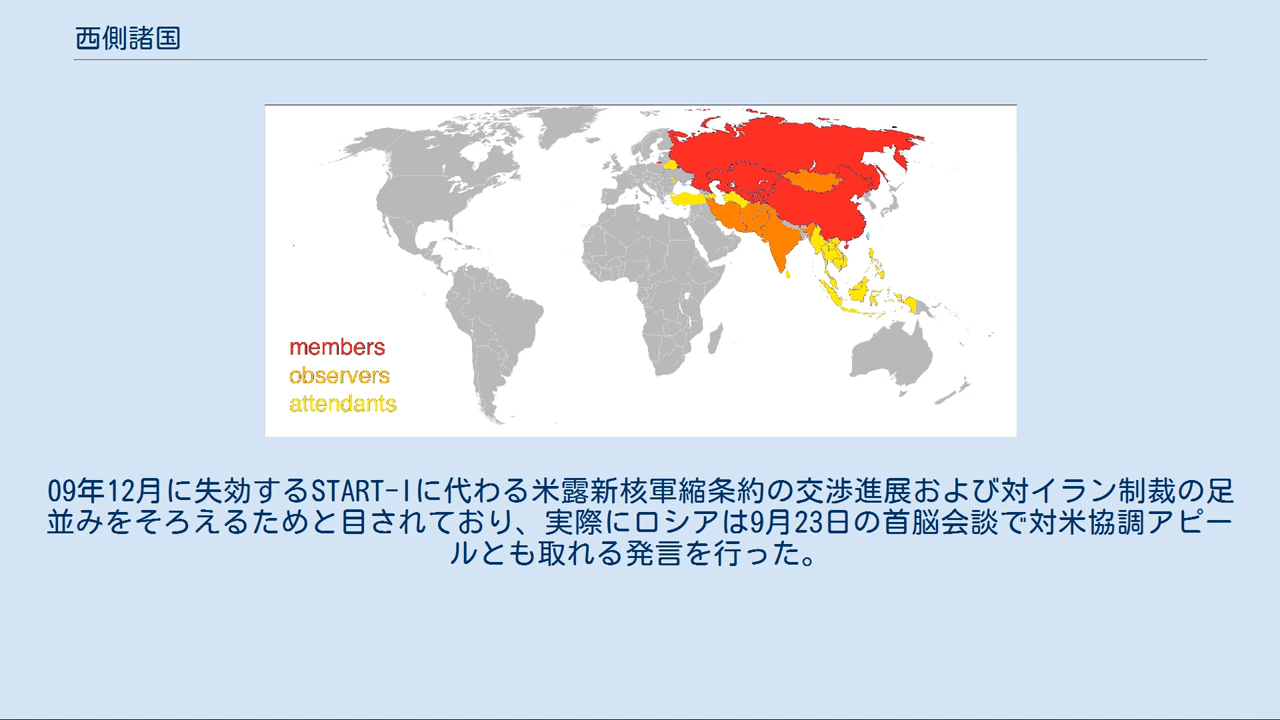 西側諸国
members
observers
attendants
09年12月に失効するSTART-Iに代わる米露新核軍縮条約の交渉進展および対イラン制裁の足
並みをそろえるためと目されており、実際にロシアは9月23日の首脳会談で対米協調アピー
ルとも取れる発言を行った。